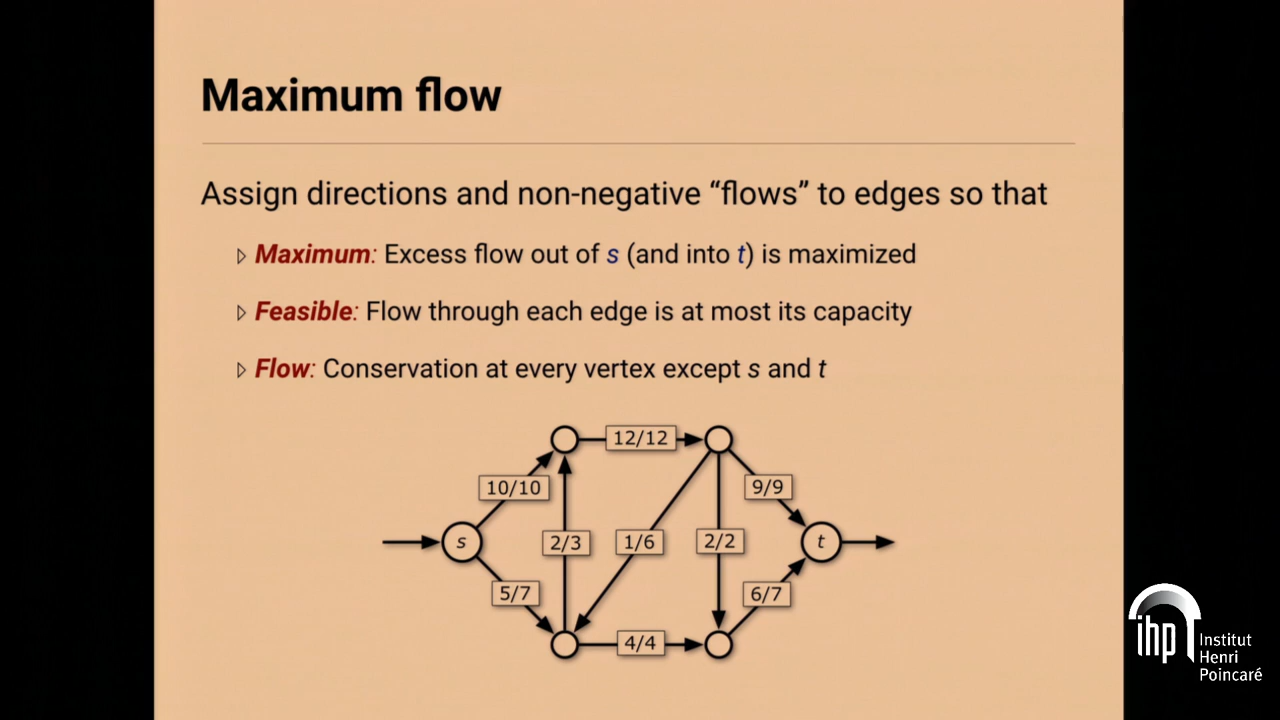 Maximum flow
Assign directions and non-negative “flows” to edges so that
▹ Maximum: Excess flow out of s (and into t) is maximized
▹ Feasible: Flow through each edge is at most its capacity
▹ Flow: Conservation at every vertex except s and t
12/12
10/10
9/9
s
2/3
1/6
2/2
t
5/7
6/7
4/4
ihp
Institut
Henri
Poincaré